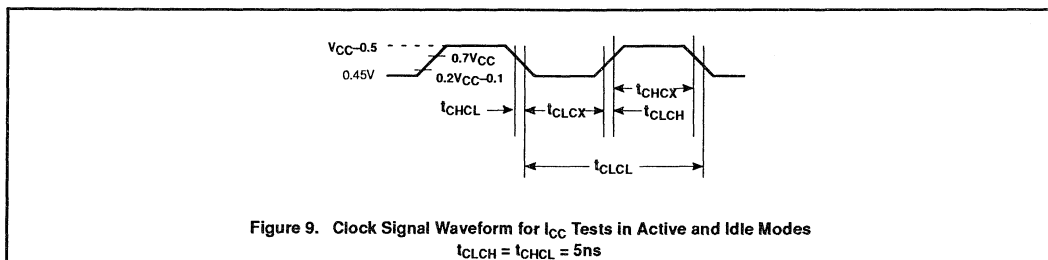 VCC–0.5
0.7VCC
0.45V
0.2VCC–0.1
tCHCX
tCHCL
tCLCX
tCLCH
tCLCL
Figure 9. Clock Signal Waveform for ICC Tests in Active and Idle Modes
tCLCH = tCHCL = 5ns